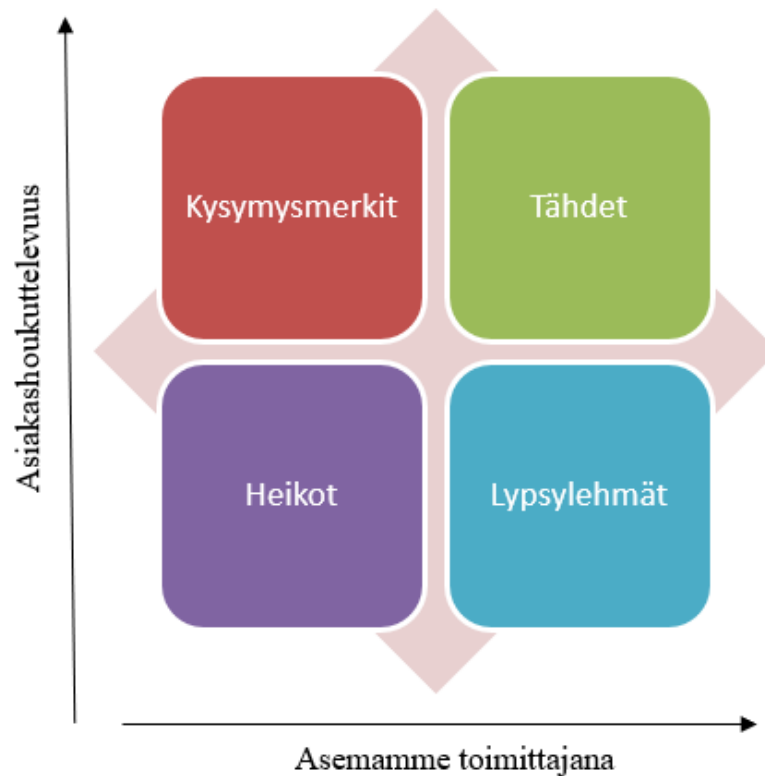 Asiakashoukuttelevuus
Kysymysmerkit
Tähdet
Heikot
Lypsylehmät
Asemamme toimittajana